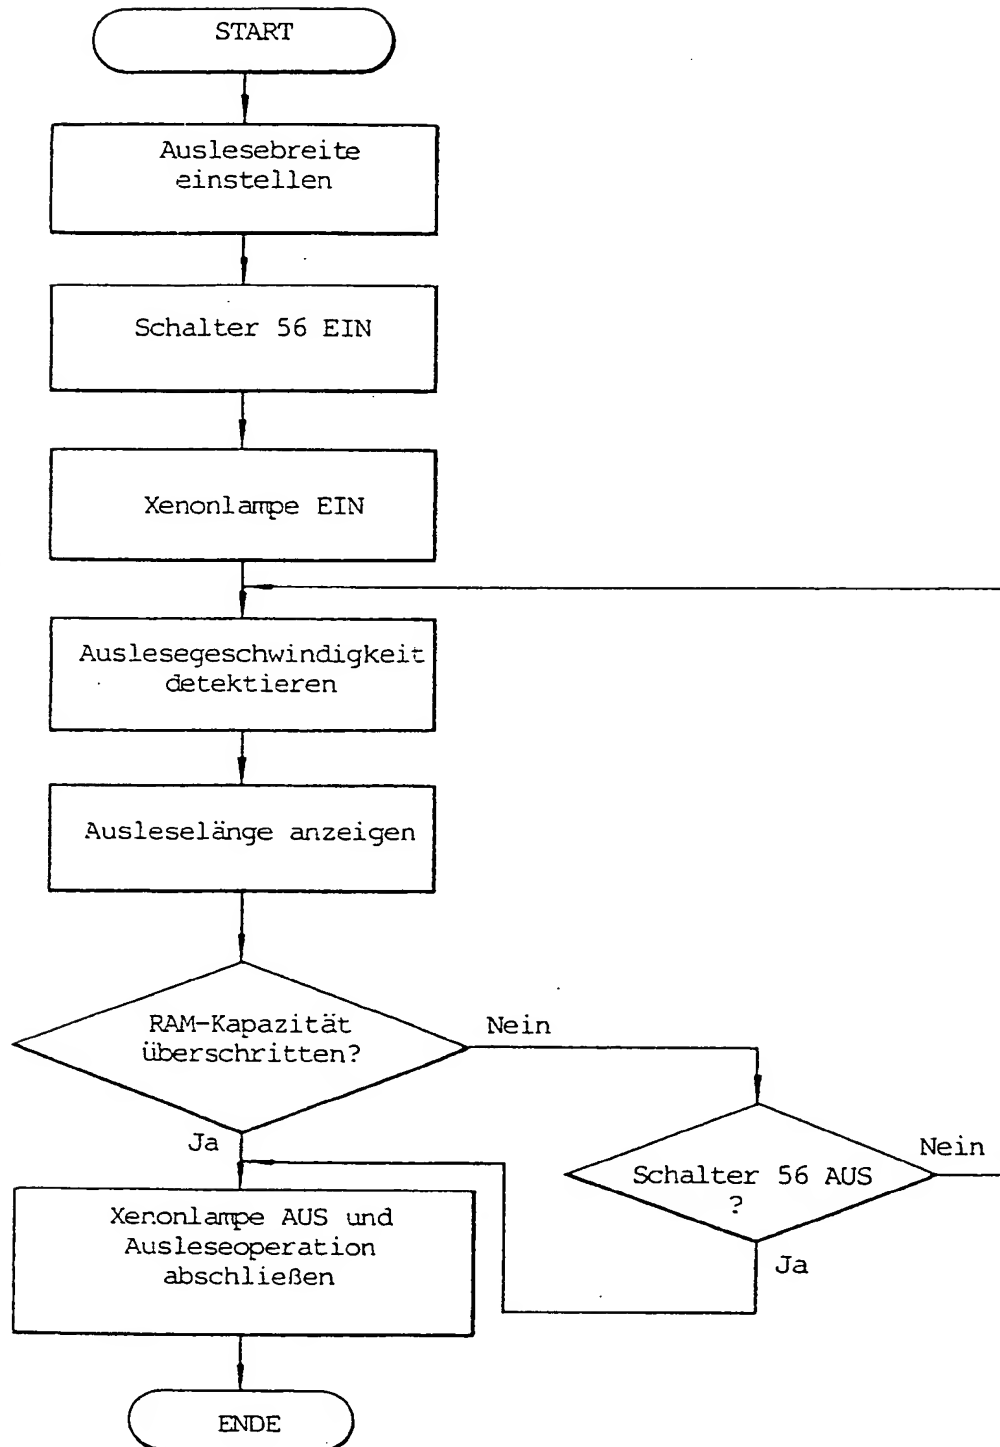 START
Auslesebreite
einstellen
Schalter 56 EIN
Xenonlampe EIN
Auslesegeschwindigkeit
detektieren
Ausleselänge anzeigen
RAM-Kapazität
überschritten?
Nein
Ja
Schalter 56 AUS
?
Nein
Ja
Xenonlampe AUS und
Ausleseoperation
abschließen
ENDE